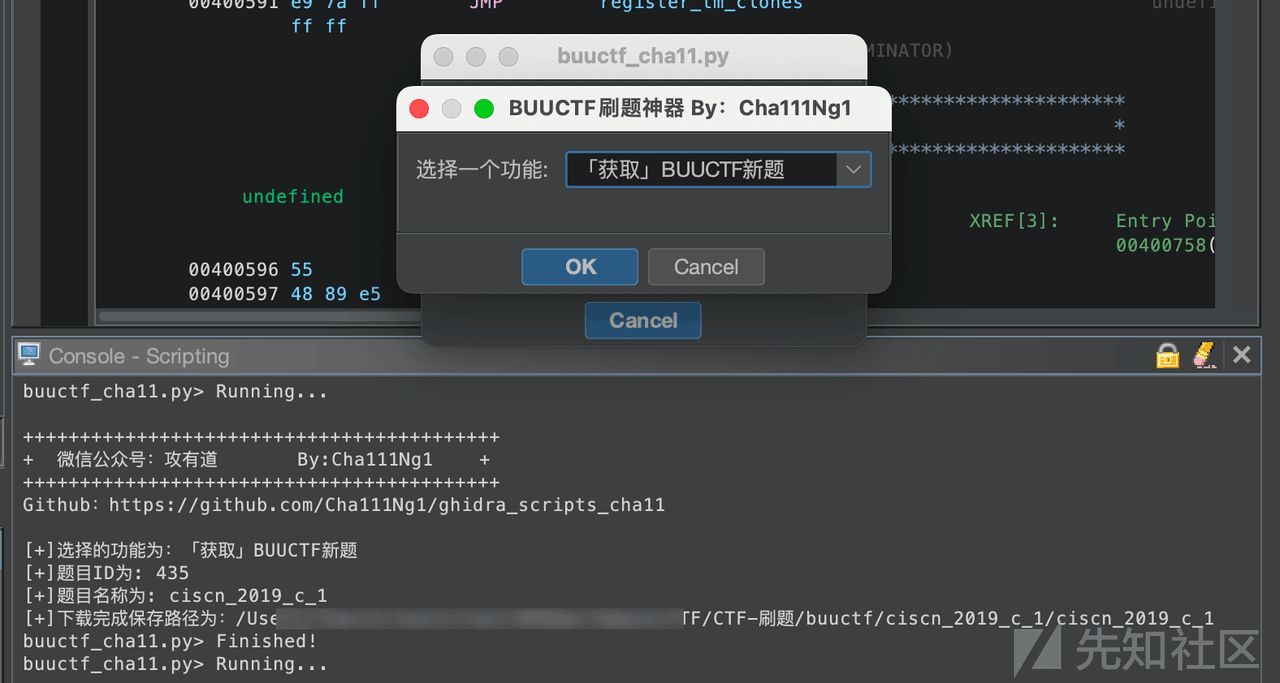 00400591 e9 7a ff JMP register_tm_clones
ff ff
buuctf_cha11.py
MINATOR)
*********************
BUUCTF刷题神器 By：Cha111Ng1
*
选择一个功能: 「获取」BUUCTF新题
*********************
undefined
XREF[3]: Entry Poi
00400758(
00400596 55
OK Cancel
00400597 48 89 e5
Cancel
Console - Scripting
buuctf_cha11.py> Running...
++++++++++++++++++++++++++++++++++++++++++
+ 微信公众号：攻有道 By:Cha111Ng1 +
++++++++++++++++++++++++++++++++++++++++++
Github：https://github.com/Cha111Ng1/ghidra_scripts_cha11
[+]选择的功能为：「获取」BUUCTF新题
[+]题目ID为: 435
[+]题目名称为: ciscn_2019_c_1
[+]下载完成保存路径为：/Use TF/CTF-刷题/buuctf/ciscn_2019_c_1/ciscn_2019_c_1
buuctf_cha11.py> Finished!
buuctf_cha11.py> Running...
先知社区